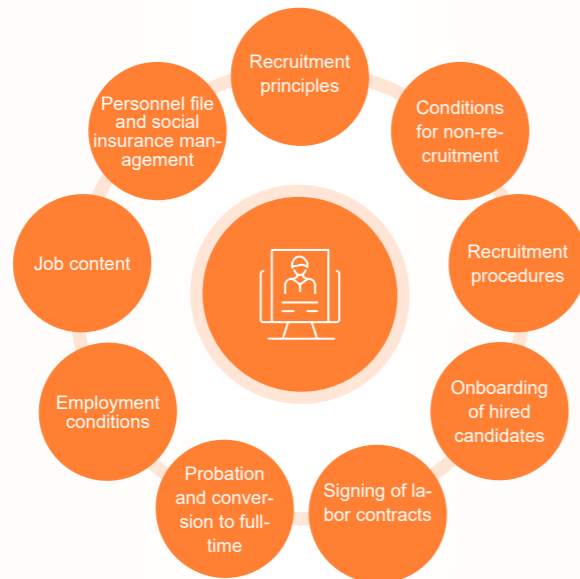 Recruitment
principles
Conditions
for non-re-
cruitment
Recruitment
procedures
Onboarding
of hired
candidates
Signing of la-
bor contracts
Probation
and conver-
sion to full-
time
Employment
conditions
Job content
Personnel file
and social
insurance man-
agement